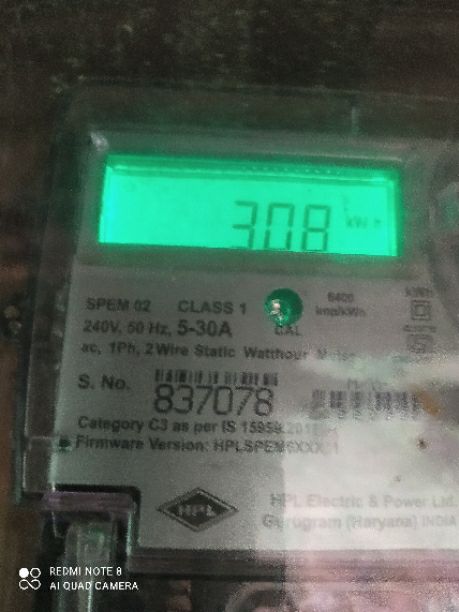 308 kWh
SPEM 02 CLASS 1
6400 imp/kWh
kWh
240V, 50 Hz, 5-30A
CAL
ac, 1Ph, 2 Wire Static Watthour
S. No. 837078
Category C3 as per IS 15959
Firmware Version:
HPL
HPL Electric & Power Ltd.
Gurugram (Haryana) INDIA
REDMI NOTE 8
AI QUAD CAMERA